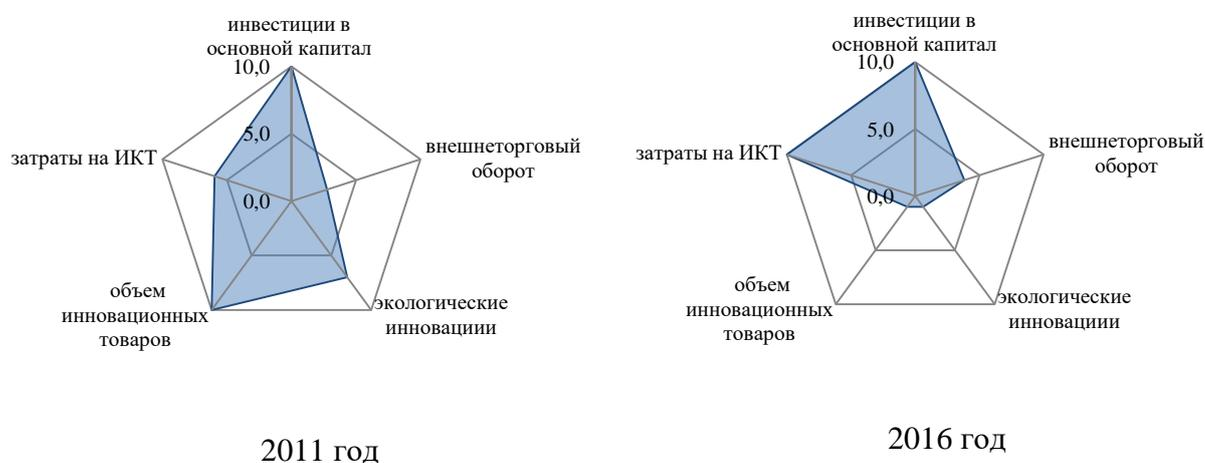 инвестиции в
основной капитал
10,0
5,0
0,0
внешнеторговый
оборот
экологические
инновациии
объем
инновационных
товаров
затраты на ИКТ
2011 год
инвестиции в
основной капитал
10,0
5,0
0,0
внешнеторговый
оборот
экологические
инновациии
объем
инновационных
товаров
затраты на ИКТ
2016 год